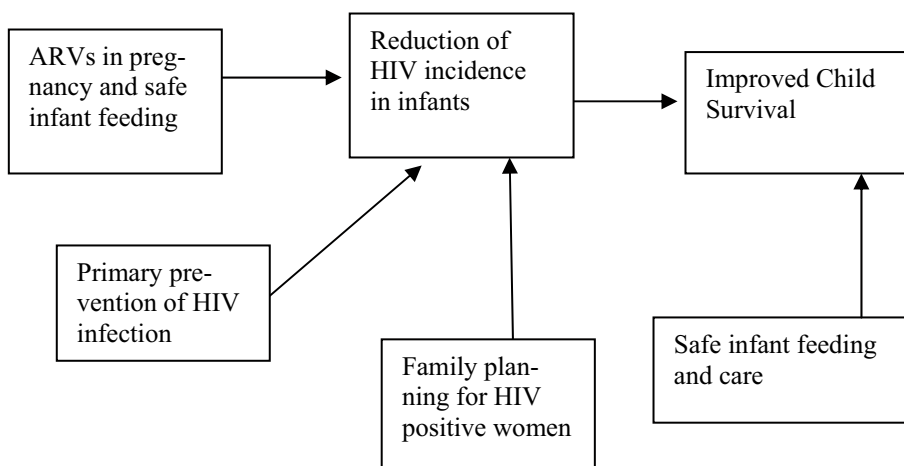 ARVs in preg-
nancy and safe
infant feeding
Reduction of
HIV incidence
in infants
Improved Child
Survival
Primary pre-
vention of HIV
infection
Family plan-
ning for HIV
positive women
Safe infant feeding
and care